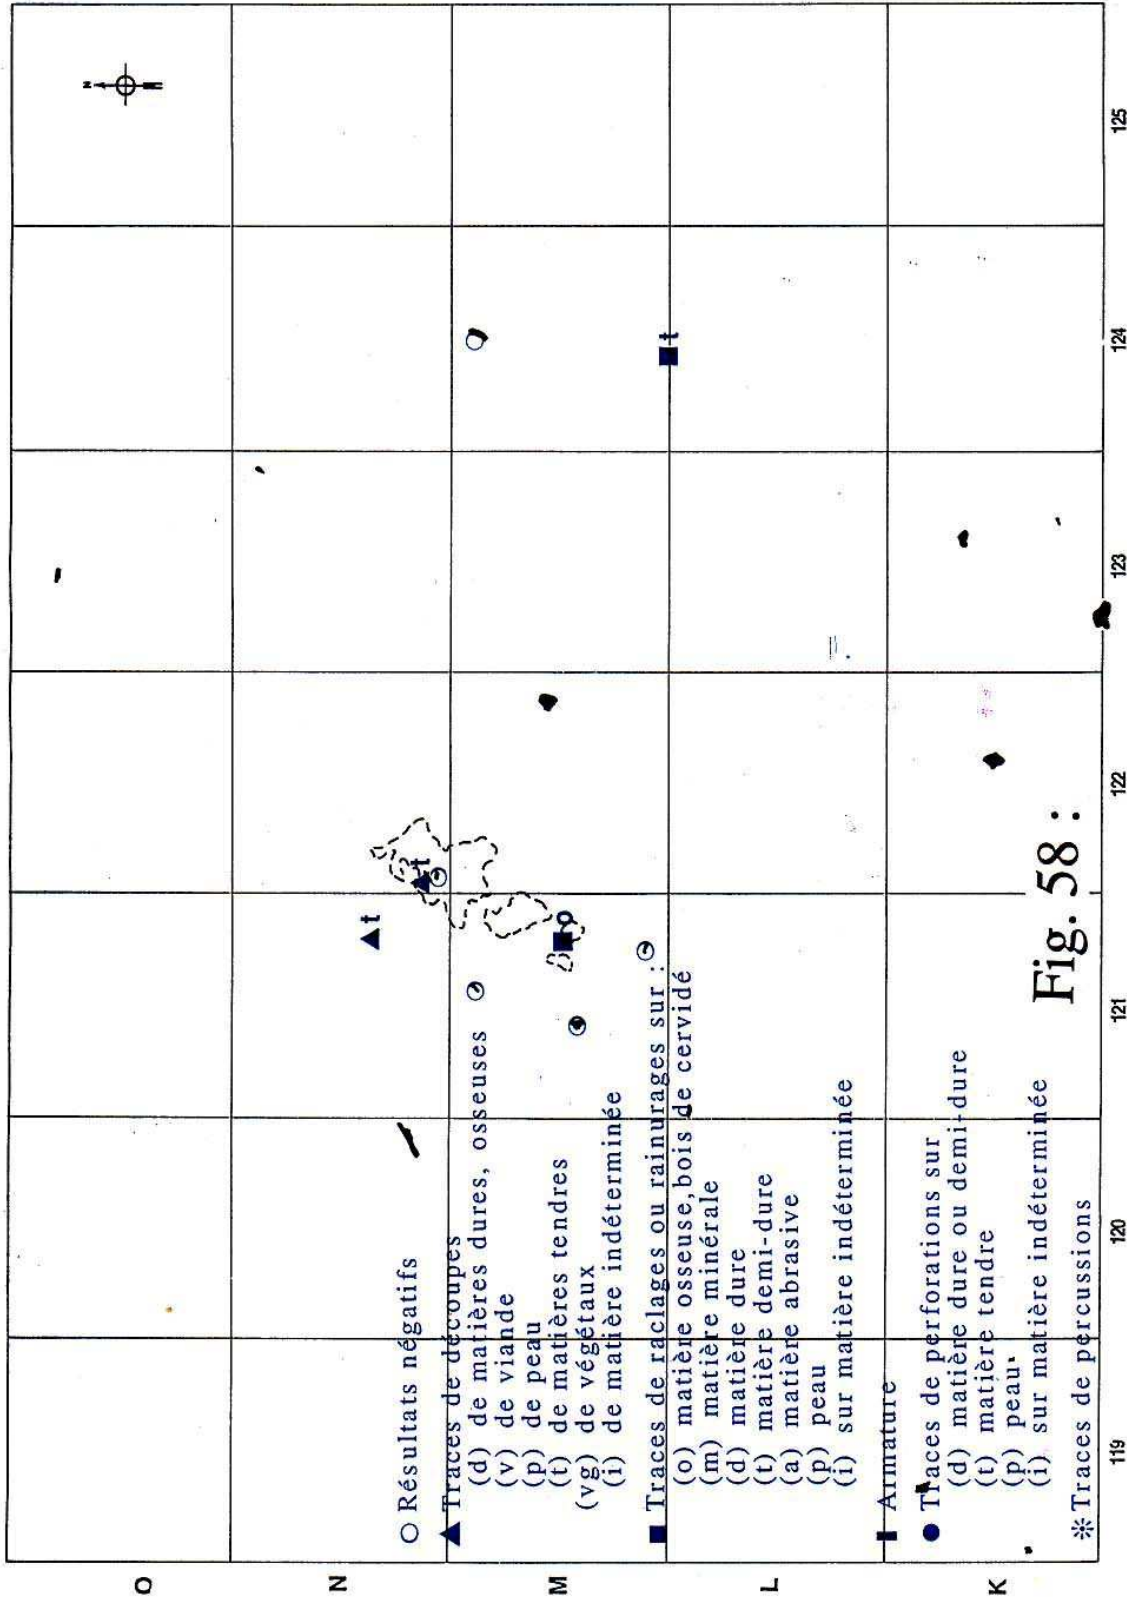 N
O
N
M
L
K
t
t
o
t
○ Résultats négatifs
▲ Traces de découpes
(d) de matières dures, osseuses
(v) de viande
(p) de peau
(t) de matières tendres
(vg) de végétaux
(i) de matière indéterminée
■ Traces de raclages ou rainurages sur :
(o) matière osseuse,bois de cervidé
(m) matière minérale
(d) matière dure
(t) matière demi-dure
(a) matière abrasive
(p) peau
(i) sur matière indéterminée
▮ Armature
● Traces de perforations sur
(d) matière dure ou demi-dure
(t) matière tendre
(p) peau
(i) sur matière indéterminée
※ Traces de percussions
Fig. 58 :
119 120 121 122 123 124 125